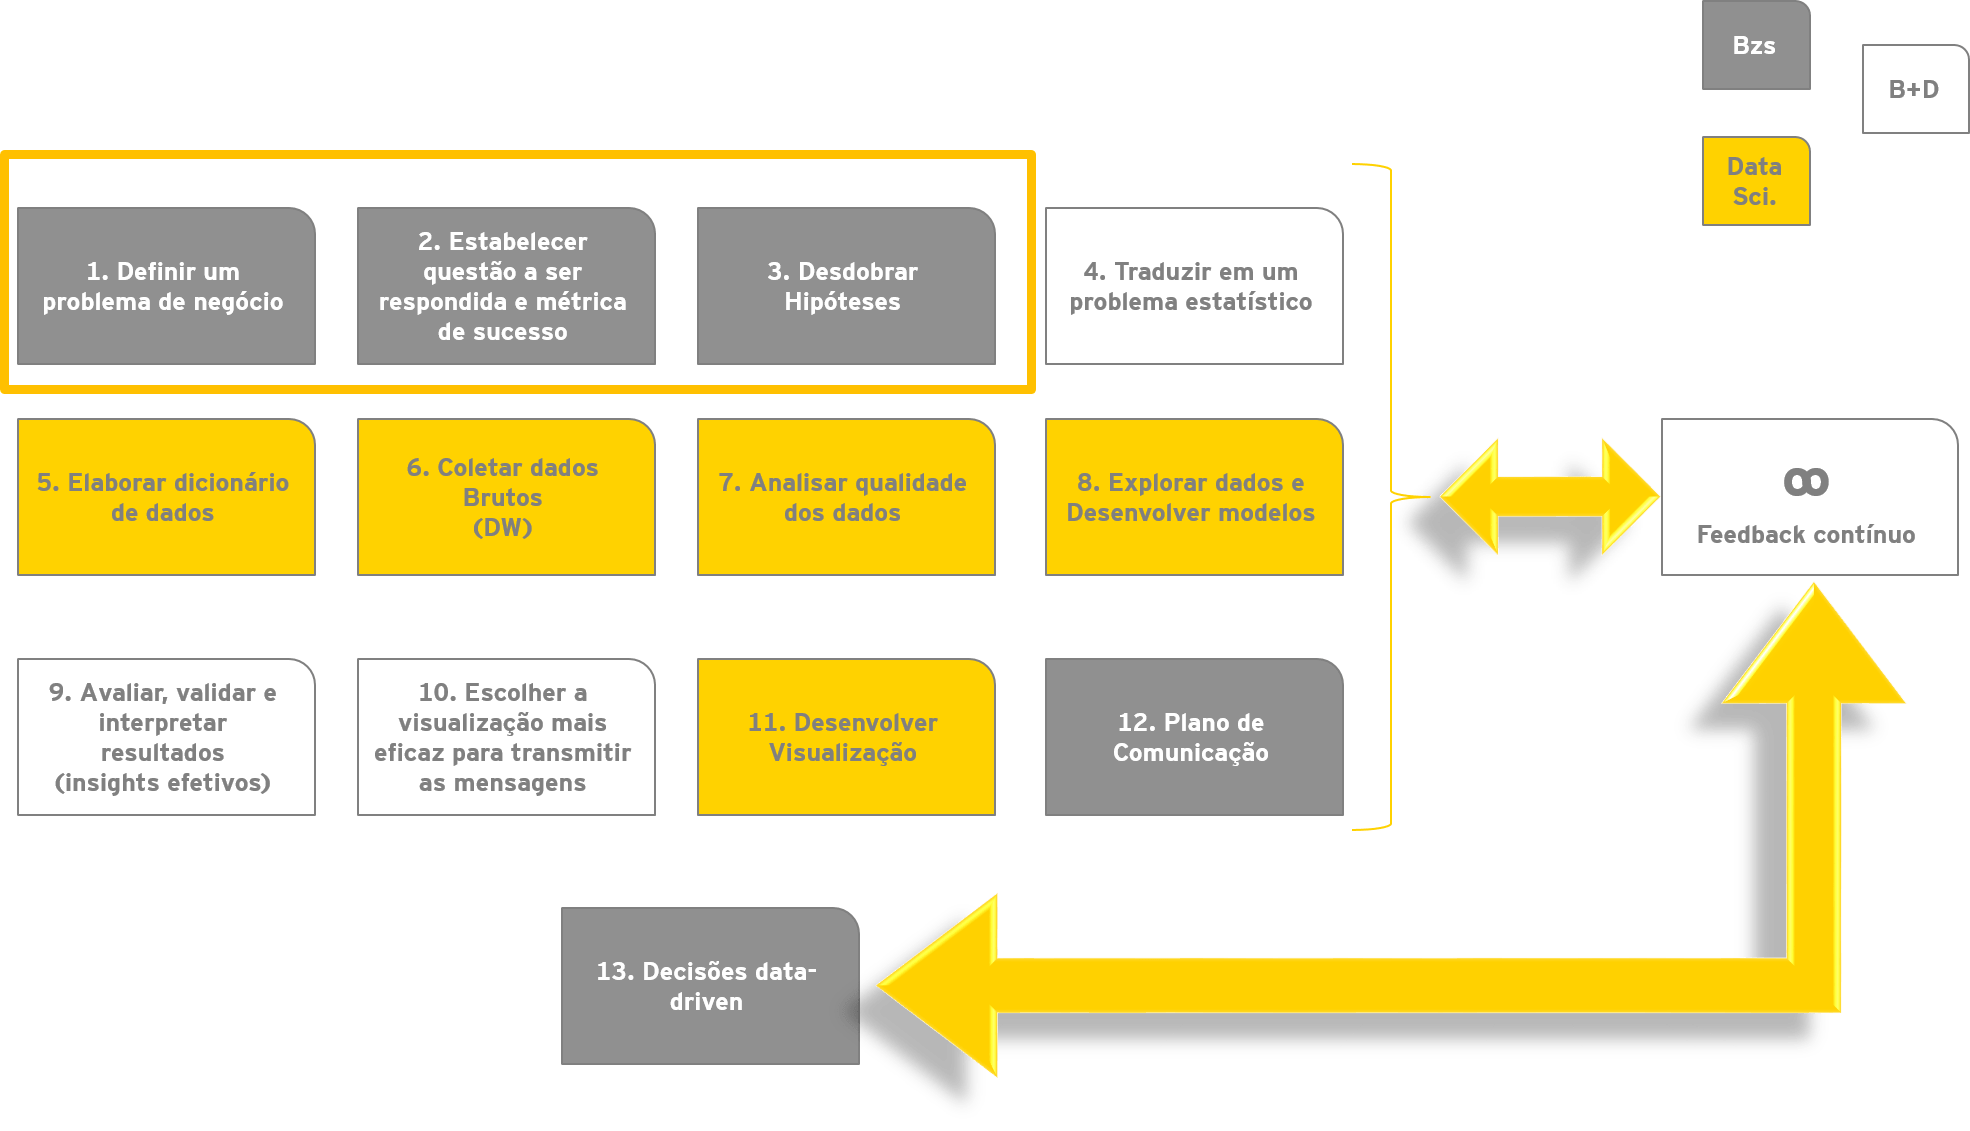 Bzs
B+D
Data
Sci.
1. Definir um
problema de negócio
2. Estabelecer
questão a ser
respondida e métrica
de sucesso
3. Desdobrar
Hipóteses
4. Traduzir em um
problema estatístico
5. Elaborar dicionário
de dados
6. Coletar dados
Brutos
(DW)
7. Analisar qualidade
dos dados
8. Explorar dados e
Desenvolver modelos
∞
Feedback contínuo
9. Avaliar, validar e
interpretar
resultados
(insights efetivos)
10. Escolher a
visualização mais
eficaz para transmitir
as mensagens
11. Desenvolver
Visualização
12. Plano de
Comunicação
13. Decisões data-
driven